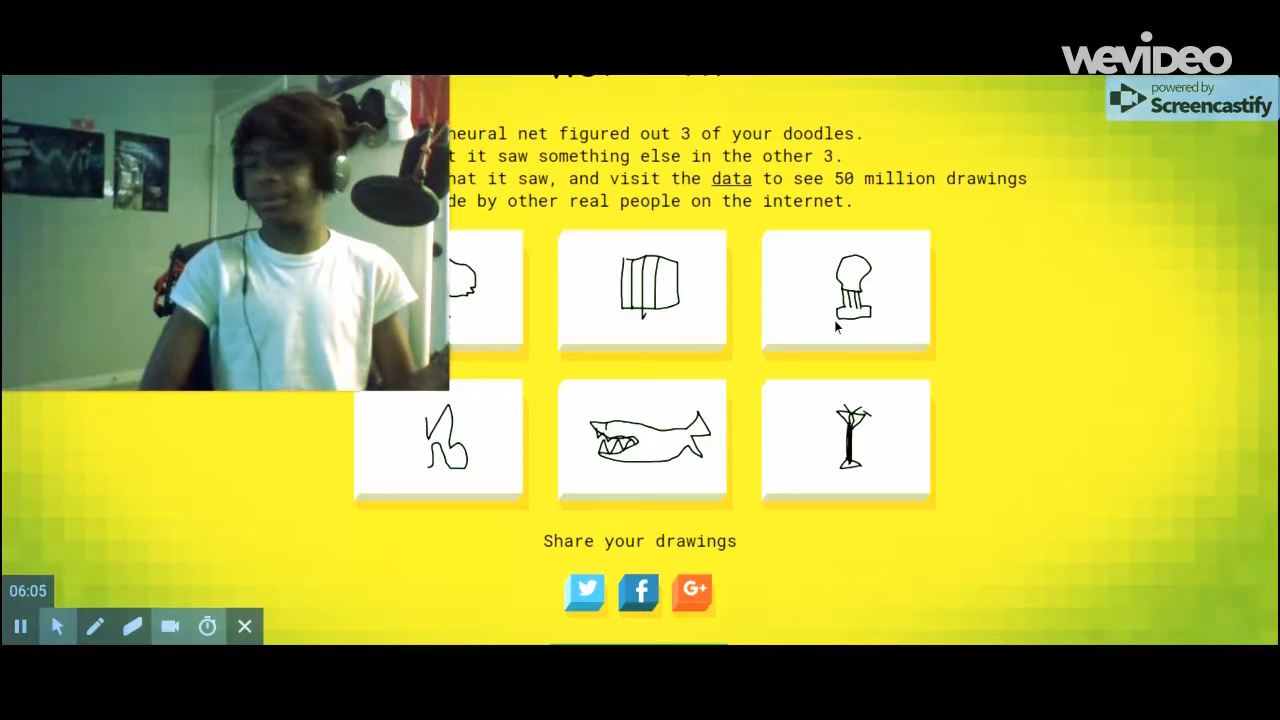 WEVIDEO
powered by
Screencastify
neural net figured out 3 of your doodles.
t it saw something else in the other 3.
hat it saw, and visit the data to see 50 million drawings
de by other real people on the internet.
Share your drawings
f G+
06:05